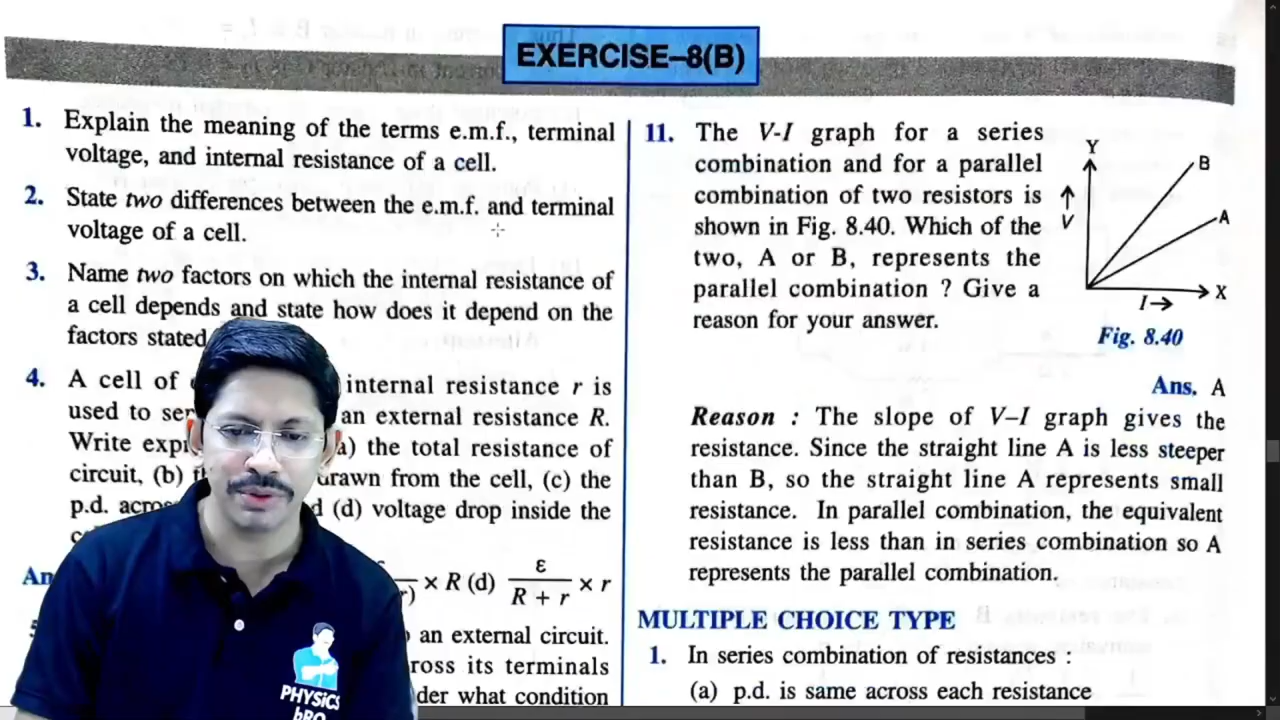 EXERCISE–8(B)
1. Explain the meaning of the terms e.m.f., terminal
voltage, and internal resistance of a cell.
2. State two differences between the e.m.f. and terminal
voltage of a cell.
3. Name two factors on which the internal resistance of
a cell depends and state how does it depend on the
factors stated
4. A cell of internal resistance r is
used to an external resistance R.
Write the total resistance of
circuit, (b) drawn from the cell, (c) the
p.d. (d) voltage drop inside the
× R (d) ε / R + r × r
an external circuit.
its terminals
what condition
11. The V-I graph for a series
combination and for a parallel
combination of two resistors is
shown in Fig. 8.40. Which of the
two, A or B, represents the
parallel combination ? Give a
reason for your answer.
Y
B
A
↑
V
X
I→
Fig. 8.40
Ans. A
Reason : The slope of V–I graph gives the
resistance. Since the straight line A is less steeper
than B, so the straight line A represents small
resistance. In parallel combination, the equivalent
resistance is less than in series combination so A
represents the parallel combination.
MULTIPLE CHOICE TYPE
1. In series combination of resistances :
(a) p.d. is same across each resistance
PHYSiCS
bRO